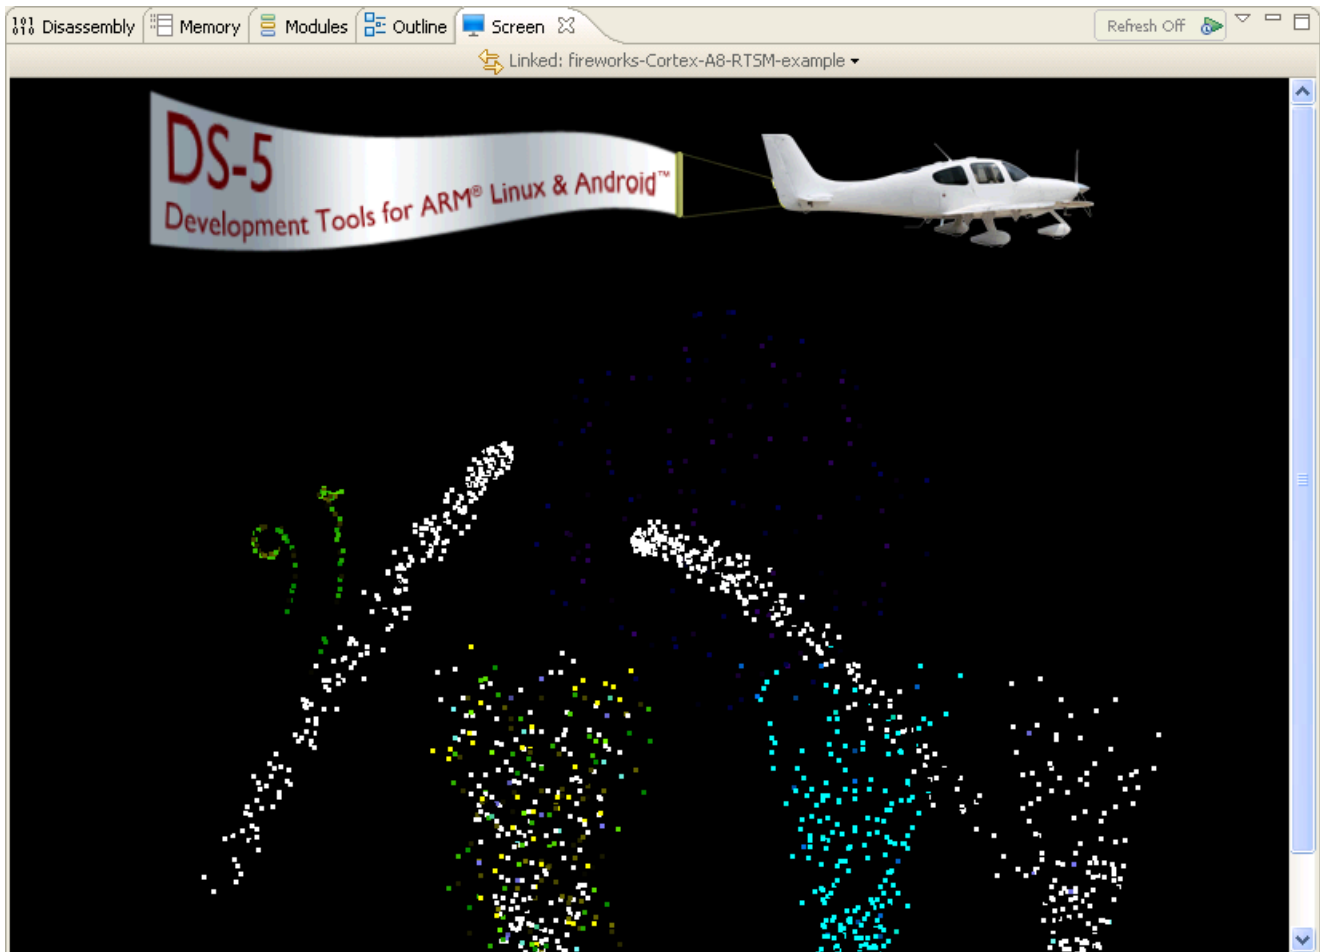 Disassembly Memory Modules Outline Screen Refresh Off
Linked: fireworks-Cortex-A8-RTSM-example
DS-5
Development Tools for ARM® Linux & Android™